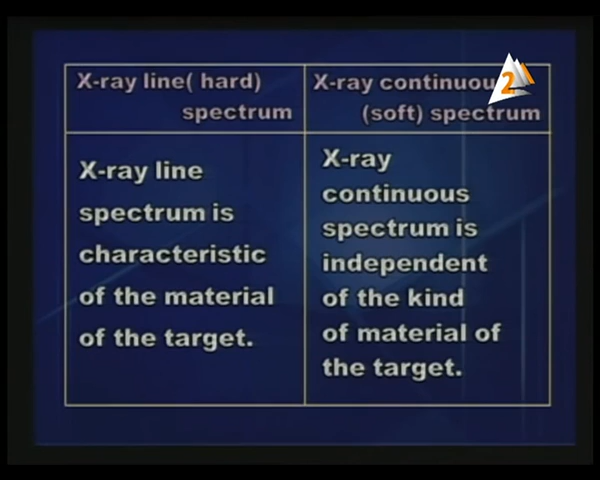 X-ray line( hard)
spectrum
X-ray continuou
(soft) spectrum
2
X-ray line
spectrum is
characteristic
of the material
of the target.
X-ray
continuous
spectrum is
independent
of the kind
of material of
the target.